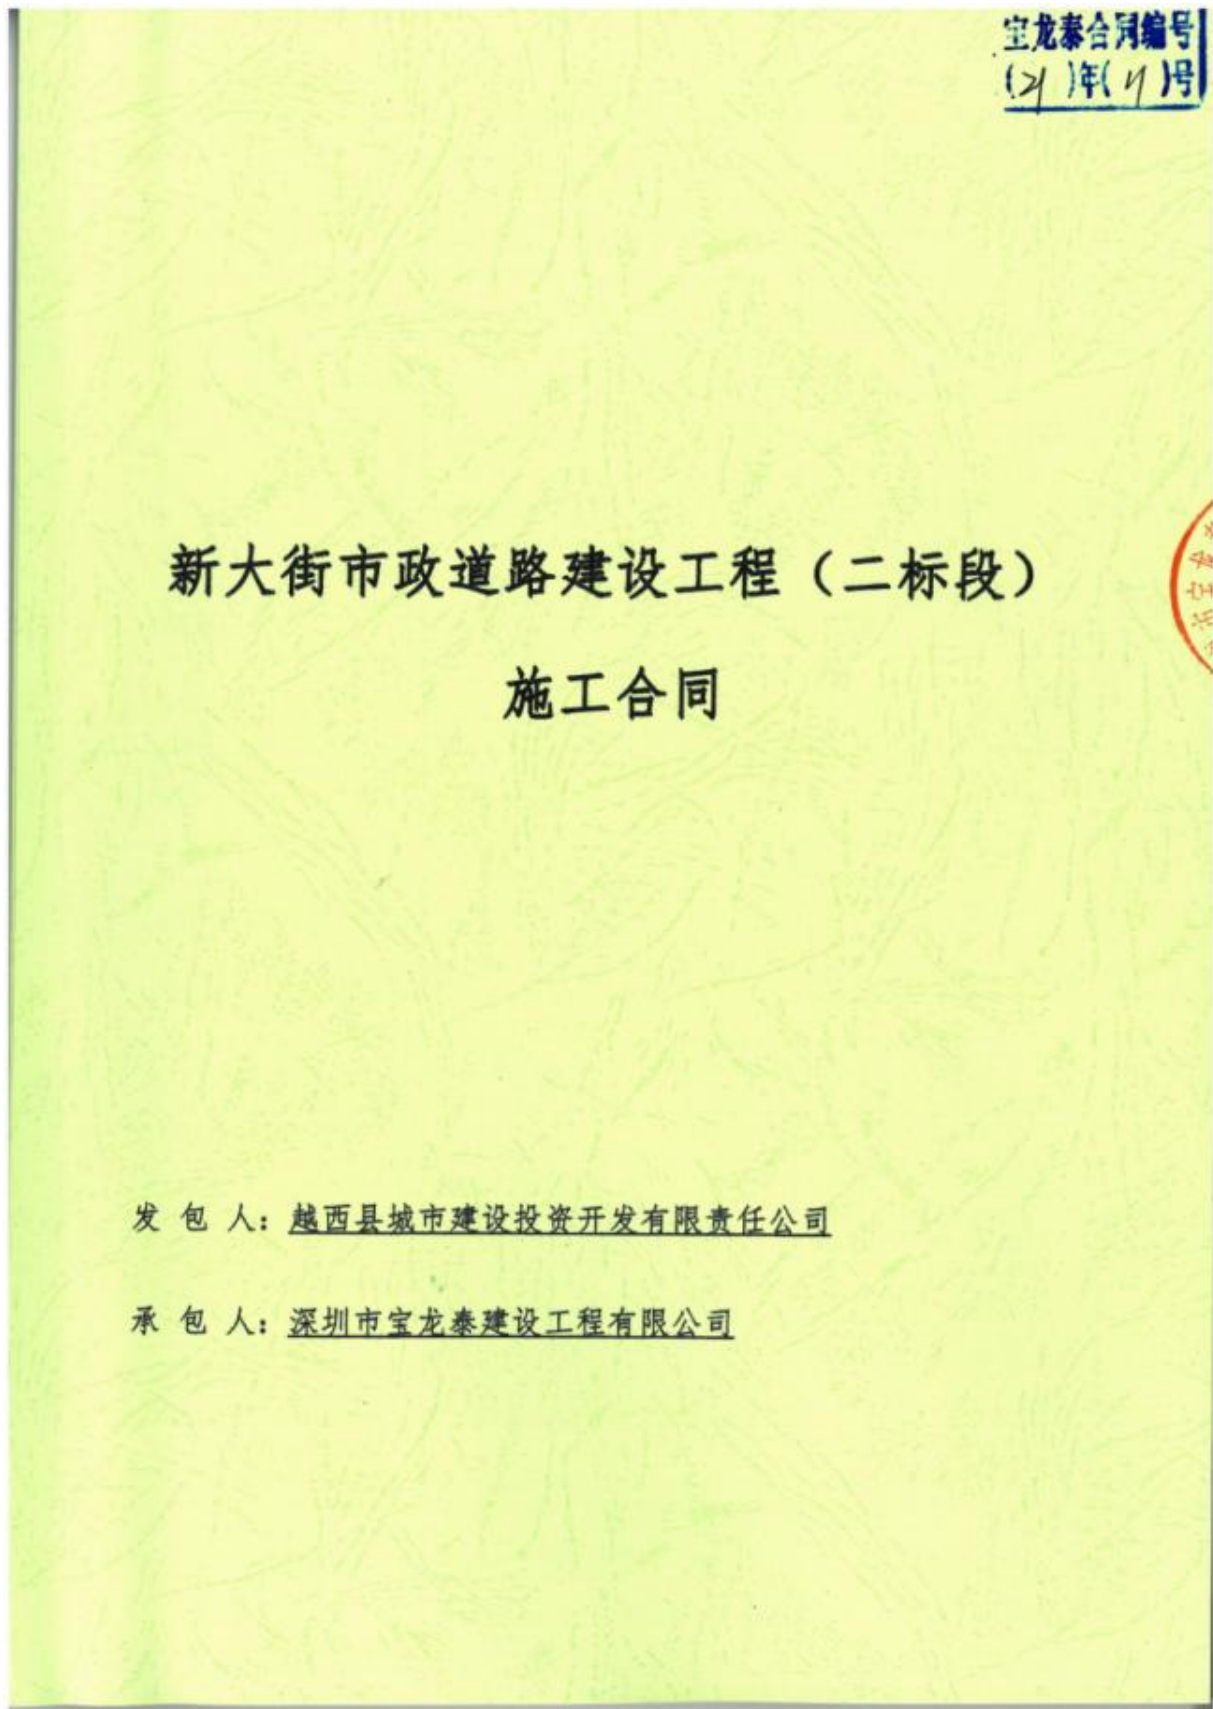 宝龙泰合同编号
(21)年( )号
新大街市政道路建设工程（二标段）
施工合同
发 包 人：越西县城市建设投资开发有限责任公司
承 包 人：深圳市宝龙泰建设工程有限公司